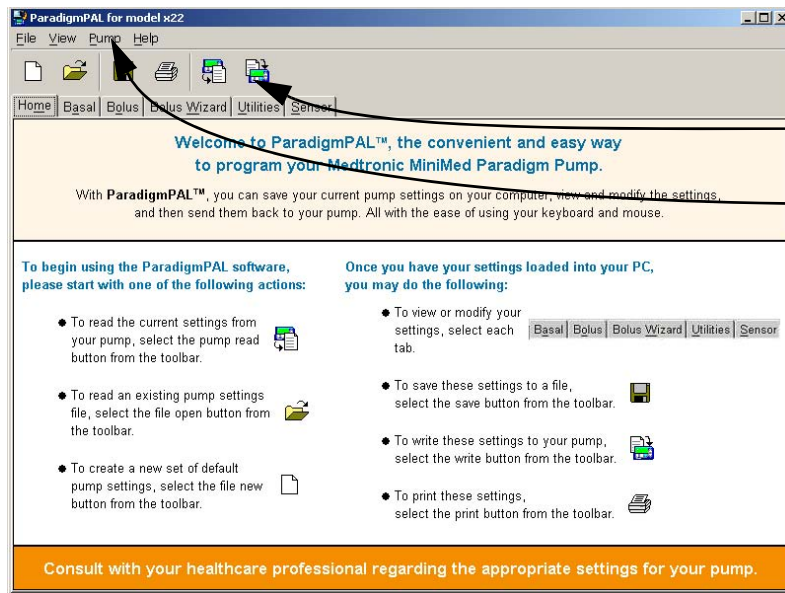 ParadigmPAL for model x22
File View Pump Help
Home Basal Bolus Bolus Wizard Utilities Sensor
Welcome to ParadigmPAL™, the convenient and easy way
to program your Medtronic MiniMed Paradigm Pump.
With ParadigmPAL™, you can save your current pump settings on your computer, view and modify the settings,
and then send them back to your pump. All with the ease of using your keyboard and mouse.
To begin using the ParadigmPAL software,
please start with one of the following actions:
To read the current settings from
your pump, select the pump read
button from the toolbar.
To read an existing pump settings
file, select the file open button from
the toolbar.
To create a new set of default
pump settings, select the file new
button from the toolbar.
Once you have your settings loaded into your PC,
you may do the following:
To view or modify your
settings, select each
tab.
Basal Bolus Bolus Wizard Utilities Sensor
To save these settings to a file,
select the save button from the toolbar.
To write these settings to your pump,
select the write button from the toolbar.
To print these settings,
select the print button from the toolbar.
Consult with your healthcare professional regarding the appropriate settings for your pump.